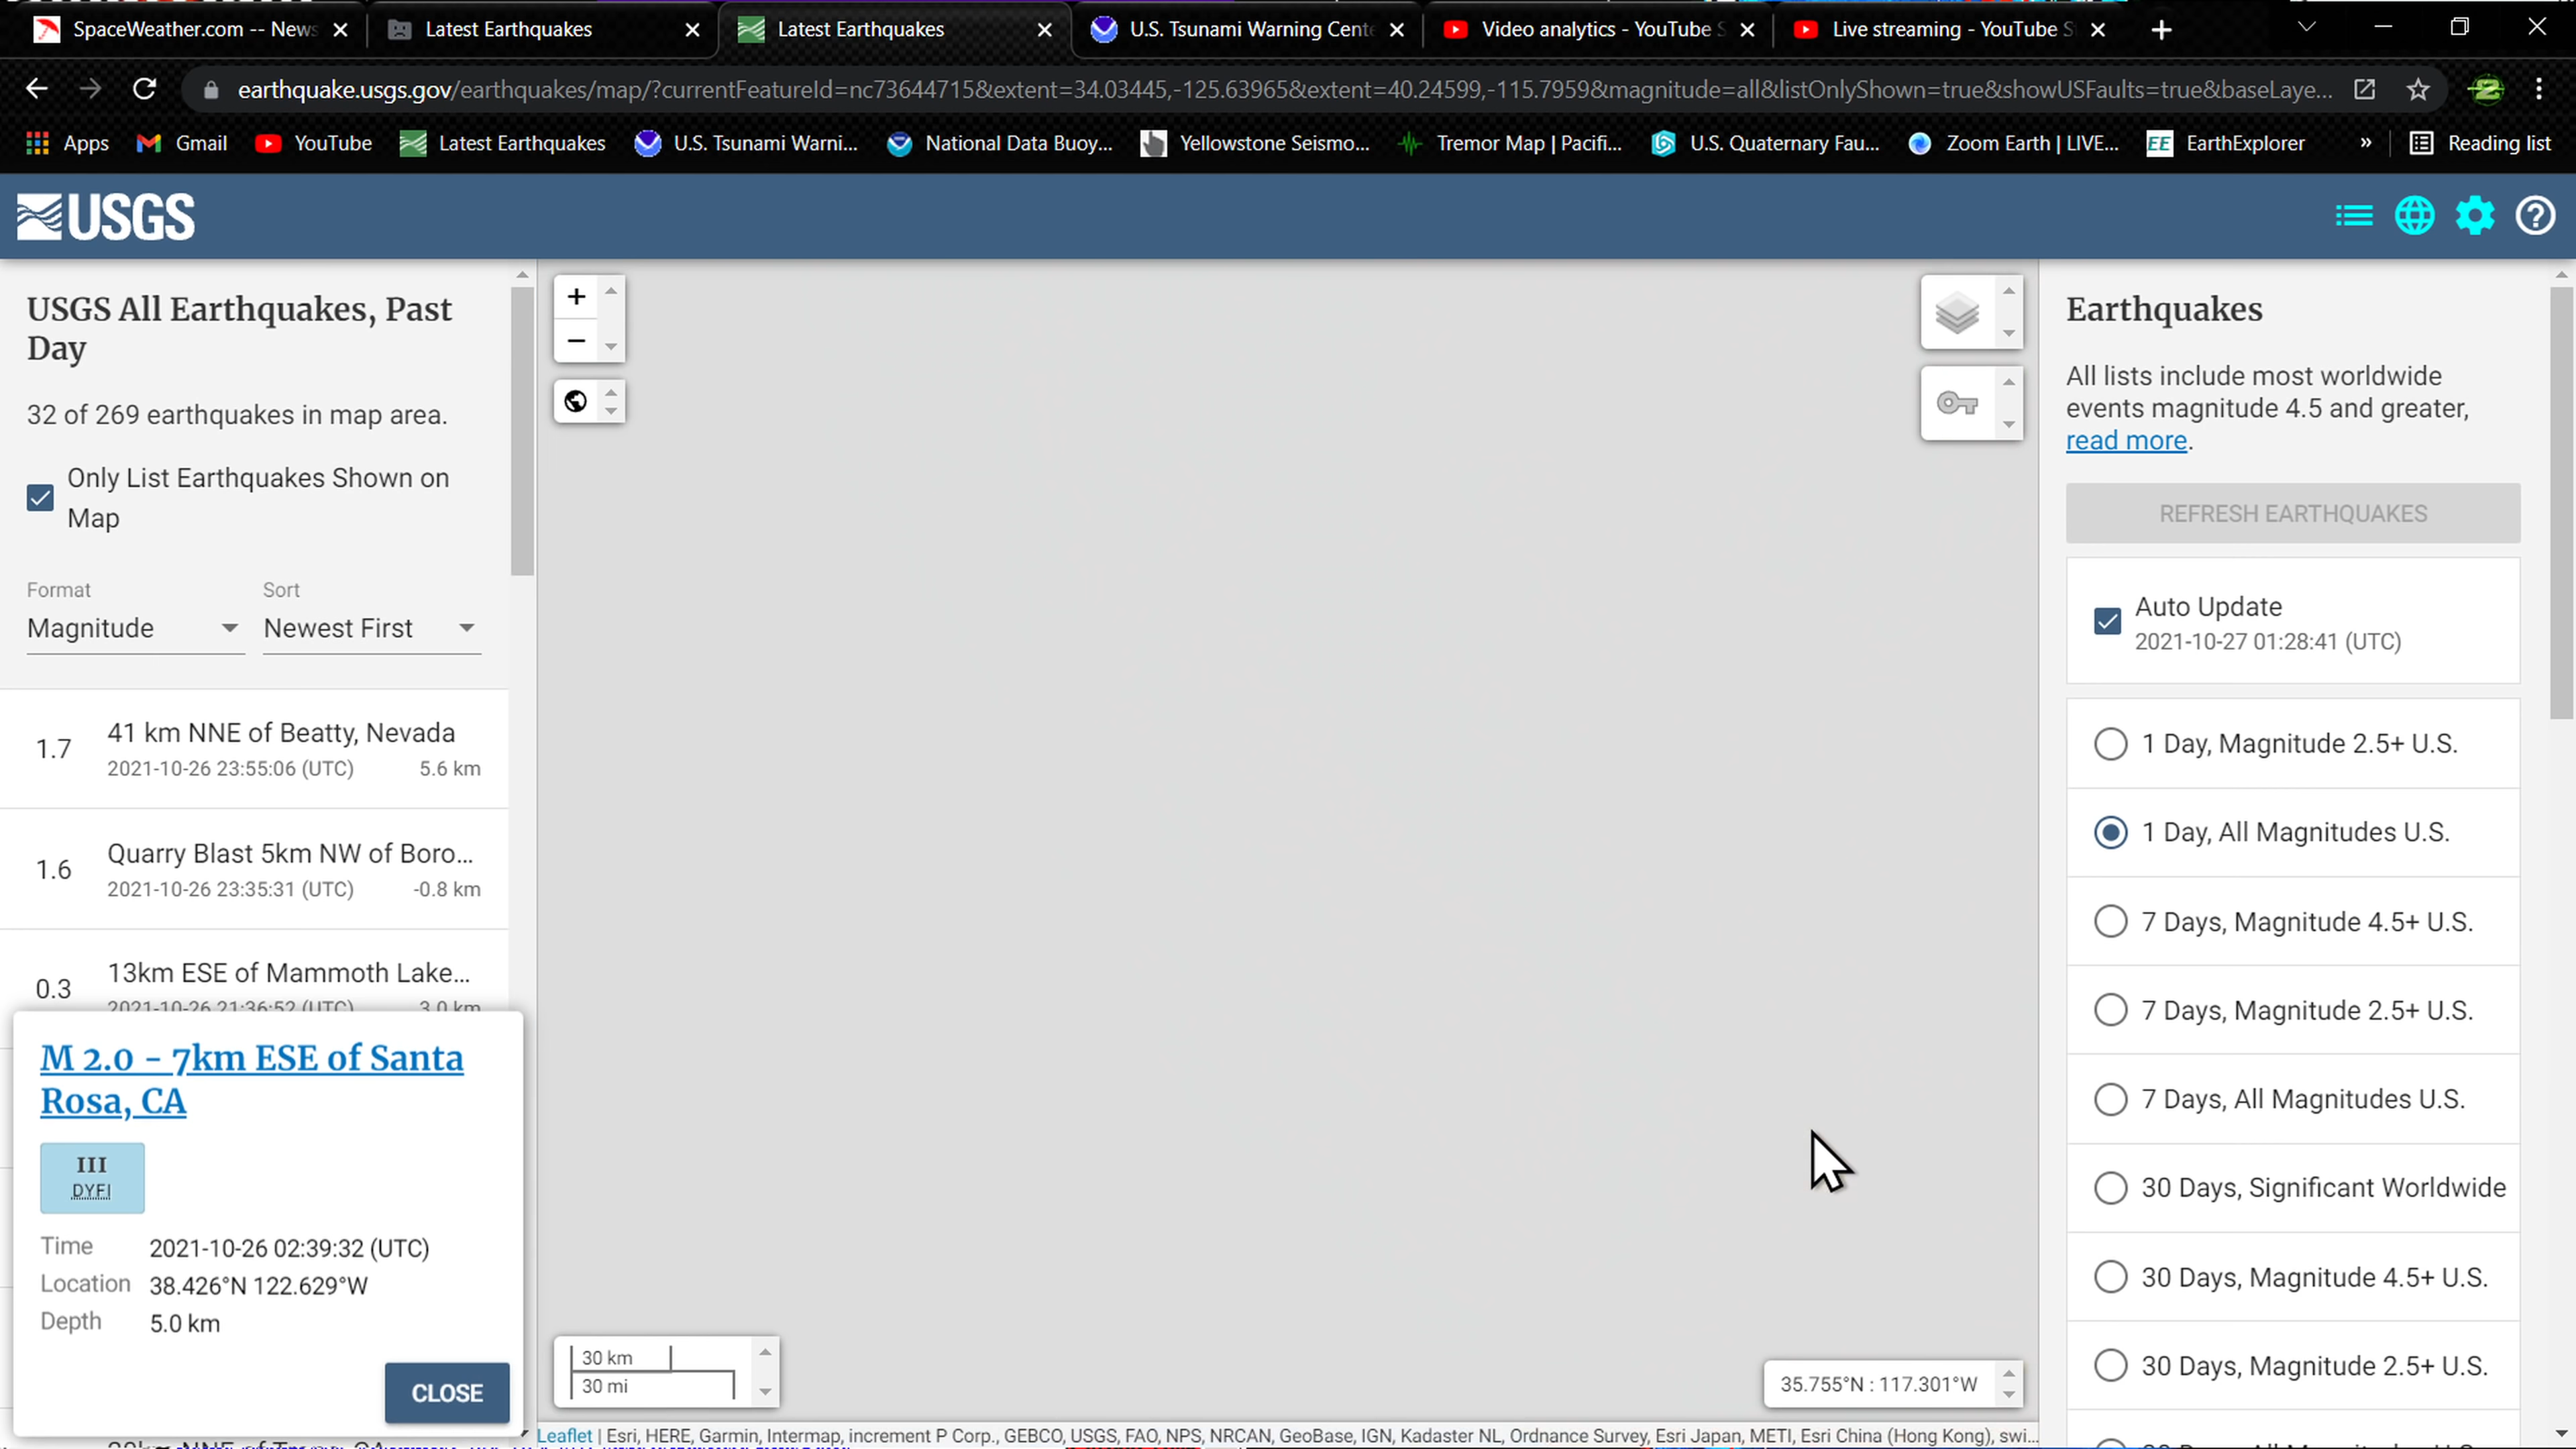 SpaceWeather.com -- News
Latest Earthquakes
Latest Earthquakes
U.S. Tsunami Warning Cente
Video analytics - YouTube S
Live streaming - YouTube S
earthquake.usgs.gov/earthquakes/map/?currentFeatureId=nc73644715&extent=34.03445,-125.63965&extent=40.24599,-115.7959&magnitude=all&listOnlyShown=true&showUSFaults=true&baseLaye...
Apps
Gmail
YouTube
Latest Earthquakes
U.S. Tsunami Warni...
National Data Buoy...
Yellowstone Seismo...
Tremor Map | Pacifi...
U.S. Quaternary Fau...
Zoom Earth | LIVE...
EE EarthExplorer
»
Reading list
USGS
USGS All Earthquakes, Past
Day
32 of 269 earthquakes in map area.
Only List Earthquakes Shown on
Map
Format
Magnitude
Sort
Newest First
1.7
41 km NNE of Beatty, Nevada
2021-10-26 23:55:06 (UTC) 5.6 km
1.6
Quarry Blast 5km NW of Boro...
2021-10-26 23:35:31 (UTC) -0.8 km
0.3
13km ESE of Mammoth Lake...
2021-10-26 21:36:52 (UTC) 3.0 km
M 2.0 - 7km ESE of Santa
Rosa, CA
III
DYFI
Time 2021-10-26 02:39:32 (UTC)
Location 38.426°N 122.629°W
Depth 5.0 km
CLOSE
+
−
30 km
30 mi
35.755°N : 117.301°W
Leaflet | Esri, HERE, Garmin, Intermap, increment P Corp., GEBCO, USGS, FAO, NPS, NRCAN, GeoBase, IGN, Kadaster NL, Ordnance Survey, Esri Japan, METI, Esri China (Hong Kong), swi...
Earthquakes
All lists include most worldwide
events magnitude 4.5 and greater,
read more.
REFRESH EARTHQUAKES
Auto Update
2021-10-27 01:28:41 (UTC)
1 Day, Magnitude 2.5+ U.S.
1 Day, All Magnitudes U.S.
7 Days, Magnitude 4.5+ U.S.
7 Days, Magnitude 2.5+ U.S.
7 Days, All Magnitudes U.S.
30 Days, Significant Worldwide
30 Days, Magnitude 4.5+ U.S.
30 Days, Magnitude 2.5+ U.S.